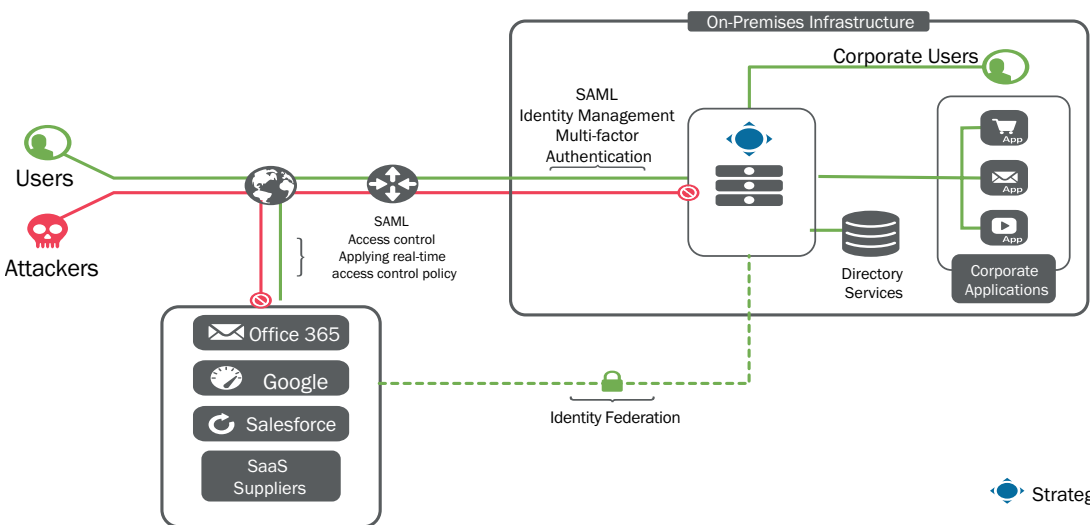 On-Premises Infrastructure
Corporate Users
SAML
Identity Management
Multi-factor
Authentication
Users
Attackers
SAML
Access control
Applying real-time
access control policy
App
App
App
Corporate
Applications
Directory
Services
Office 365
Google
Salesforce
SaaS
Suppliers
Identity Federation
Strateg